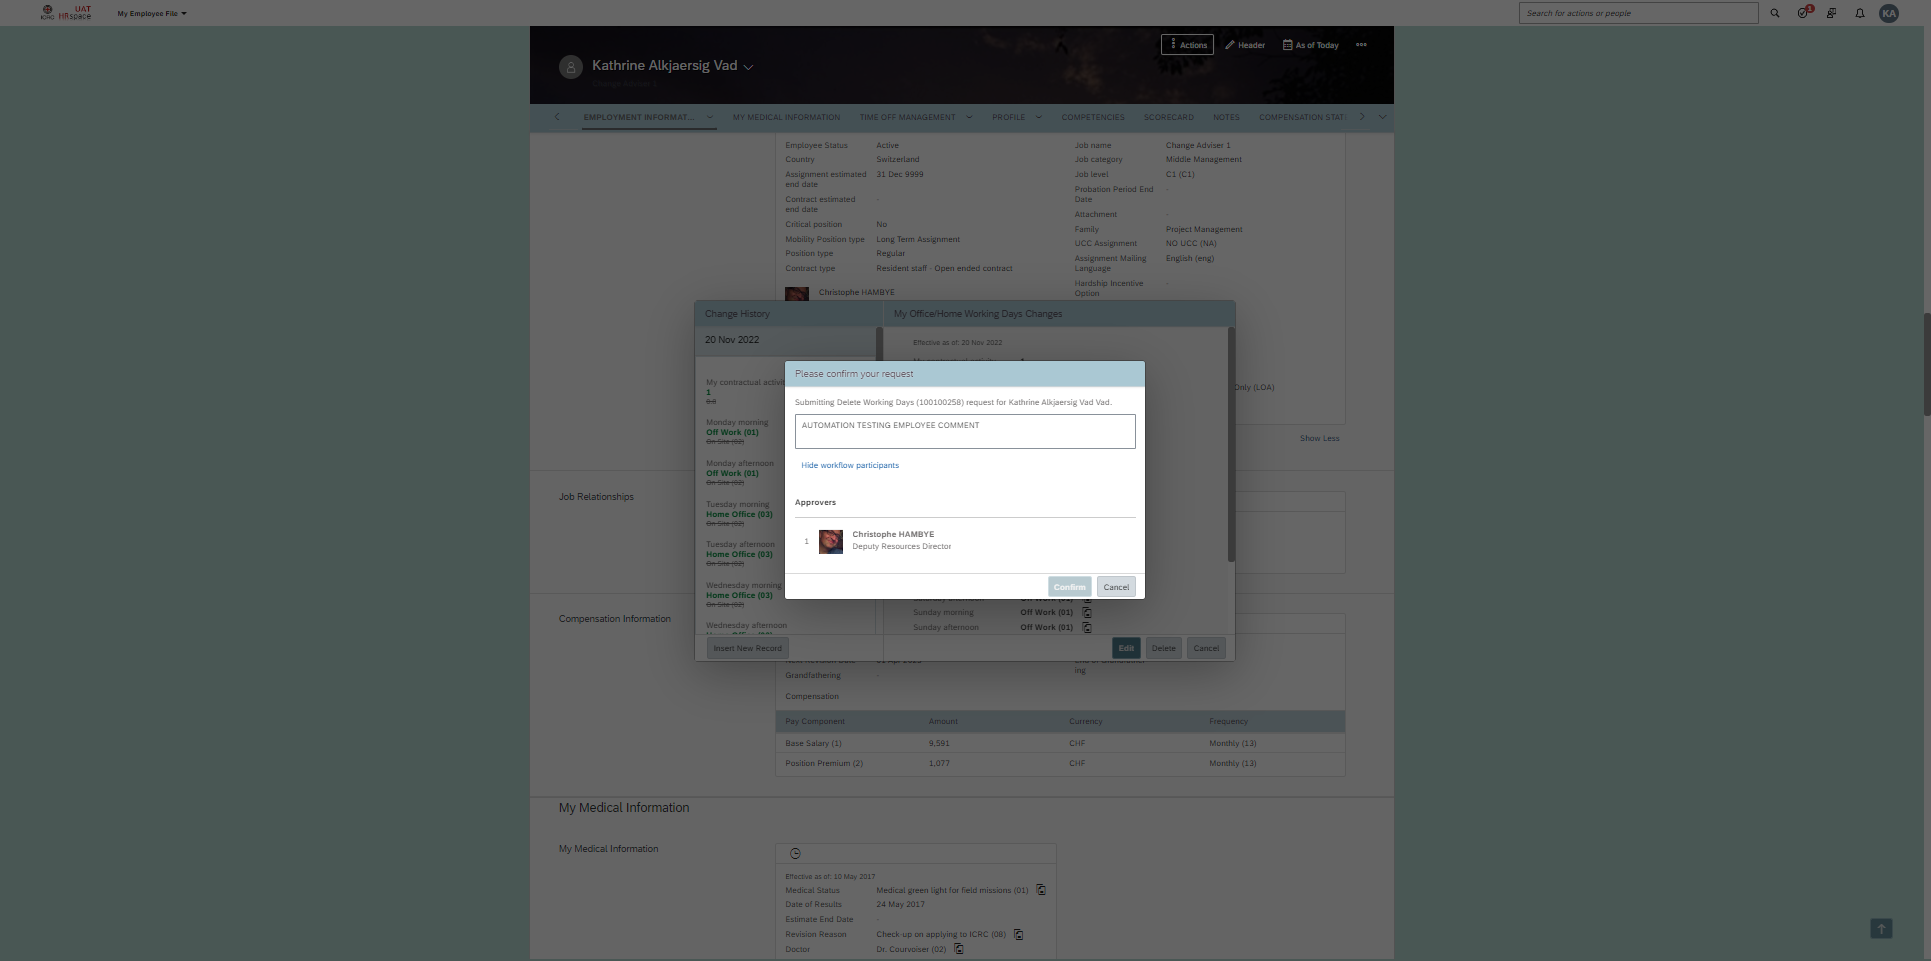 ICRC UAT HRspace
My Employee File
Search for actions or people
1
KA
Actions
Header
As of Today
Kathrine Alkjaersig Vad
Change Adviser 1
EMPLOYMENT INFORMAT...
MY MEDICAL INFORMATION
TIME OFF MANAGEMENT
PROFILE
COMPETENCIES
SCORECARD
NOTES
COMPENSATION STAT
Employee Status Active
Country Switzerland
Assignment estimated end date 31 Dec 9999
Contract estimated end date -
Critical position No
Mobility Position type Long Term Assignment
Position type Regular
Contract type Resident staff - Open ended contract
Christophe HAMBYE
Job name Change Adviser 1
Job category Middle Management
Job level C1 (C1)
Probation Period End Date -
Attachment -
Family Project Management
UCC Assignment NO UCC (NA)
Assignment Mailing Language English (eng)
Hardship Incentive Option -
Only (LOA)
Show Less
Change History
20 Nov 2022
My contractual activit
1
0.8
Monday morning
Off Work (01)
On Site (02)
Monday afternoon
Off Work (01)
On Site (02)
Tuesday morning
Home Office (03)
On Site (02)
Tuesday afternoon
Home Office (03)
On Site (02)
Wednesday morning
Home Office (03)
On Site (02)
Wednesday afternoon
Home Office (03)
Insert New Record
My Office/Home Working Days Changes
Effective as of: 20 Nov 2022
Please confirm your request
Submitting Delete Working Days (100100258) request for Kathrine Alkjaersig Vad Vad.
AUTOMATION TESTING EMPLOYEE COMMENT
Hide workflow participants
Approvers
1
Christophe HAMBYE
Deputy Resources Director
Confirm
Cancel
Sunday morning Off Work (01)
Sunday afternoon Off Work (01)
Edit
Delete
Cancel
Job Relationships
Compensation Information
ing
Grandfathering -
Compensation
Pay Component Amount Currency Frequency
Base Salary (1) 9,591 CHF Monthly (13)
Position Premium (2) 1,077 CHF Monthly (13)
My Medical Information
My Medical Information
Effective as of: 10 May 2017
Medical Status Medical green light for field missions (01)
Date of Results 24 May 2017
Estimate End Date -
Revision Reason Check-up on applying to ICRC (08)
Doctor Dr. Courvoiser (02)